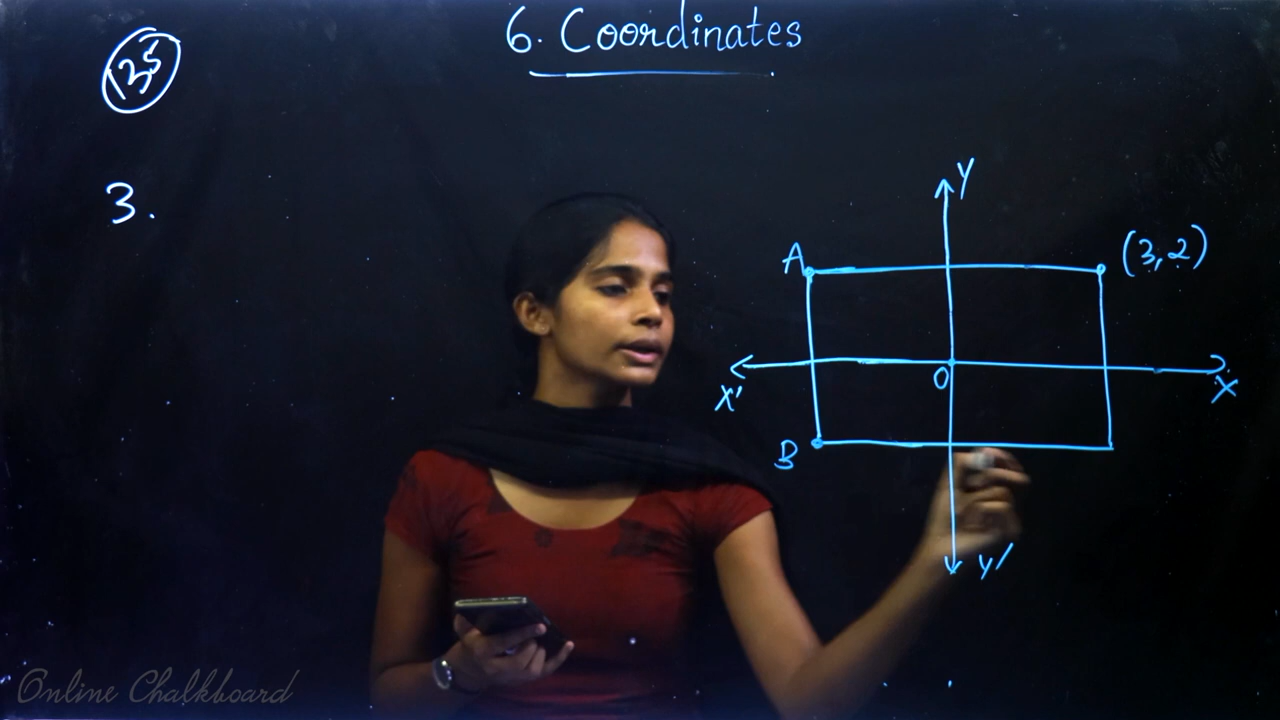 6. Coordinates
3.
Y
A
(3,2)
O
X'
X
B
Y'
Online Chalkboard